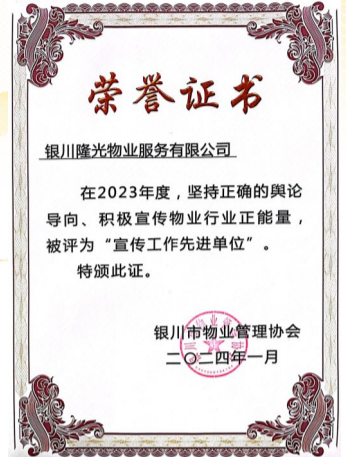 荣誉证书
银川隆光物业服务有限公司
在2023年度，坚持正确的舆论
导向、积极宣传物业行业正能量，
被评为“宣传工作先进单位”。
特颁此证。
银川市物业管理协会
二〇二四年一月